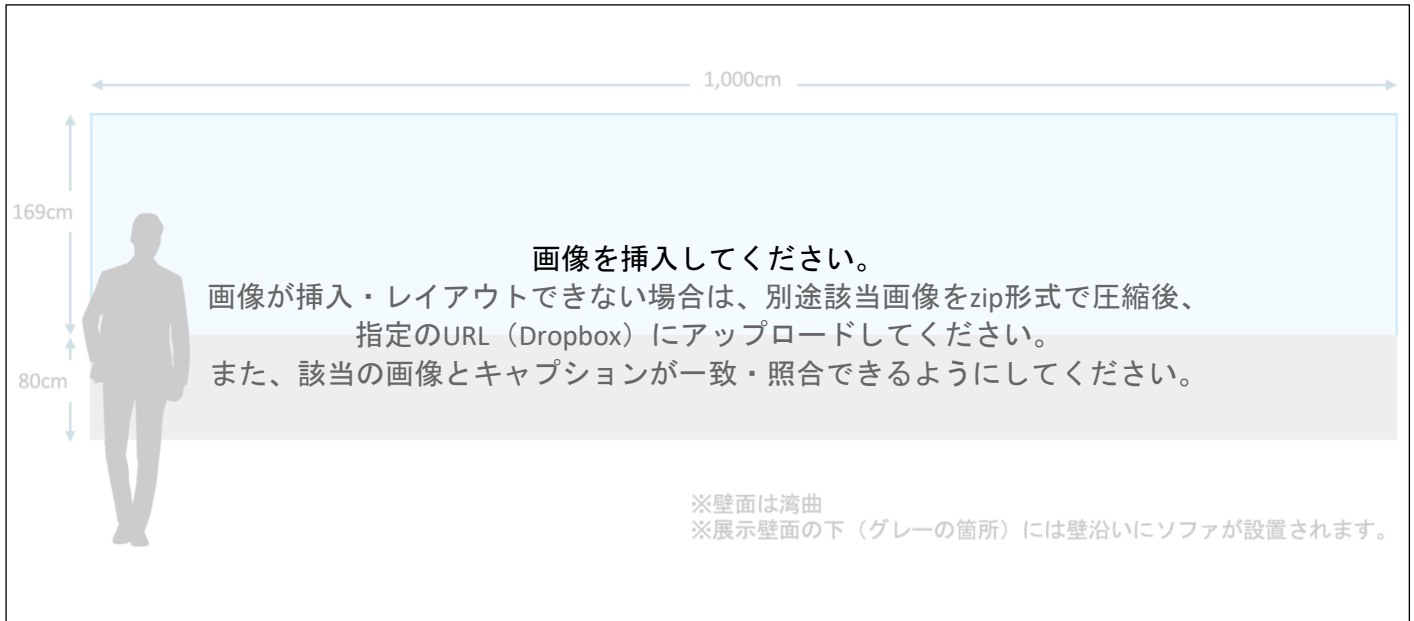 1,000cm
169cm
画像を挿入してください。
画像が挿入・レイアウトできない場合は、別途該当画像をzip形式で圧縮後、
指定のURL（Dropbox）にアップロードしてください。
また、該当の画像とキャプションが一致・照合できるようにしてください。
80cm
※壁面は湾曲
※展示壁面の下（グレーの箇所）には壁沿いにソファが設置されます。